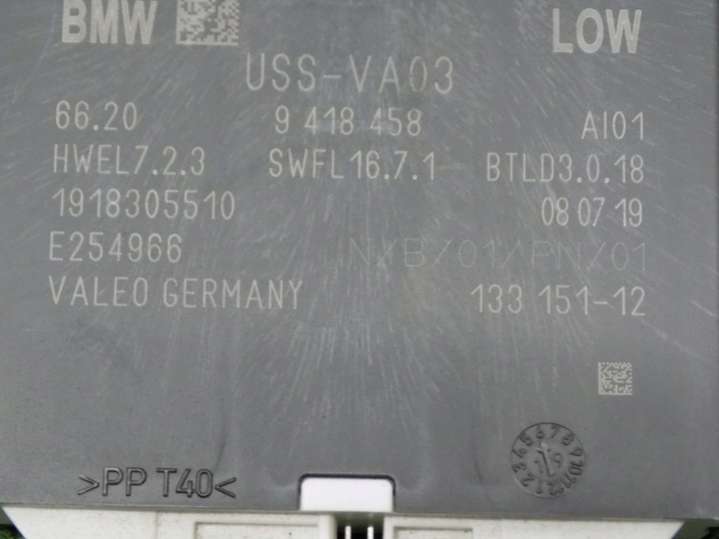 BMW LOW
USS-VA03
66.20 9 418 458 AI01
HWEL7.2.3 SWFL16.7.1 BTLD3.0.18
1918305510 08 07 19
E254966 N/B/01/PN/01
VALEO GERMANY 133 151-12
>PP T40<